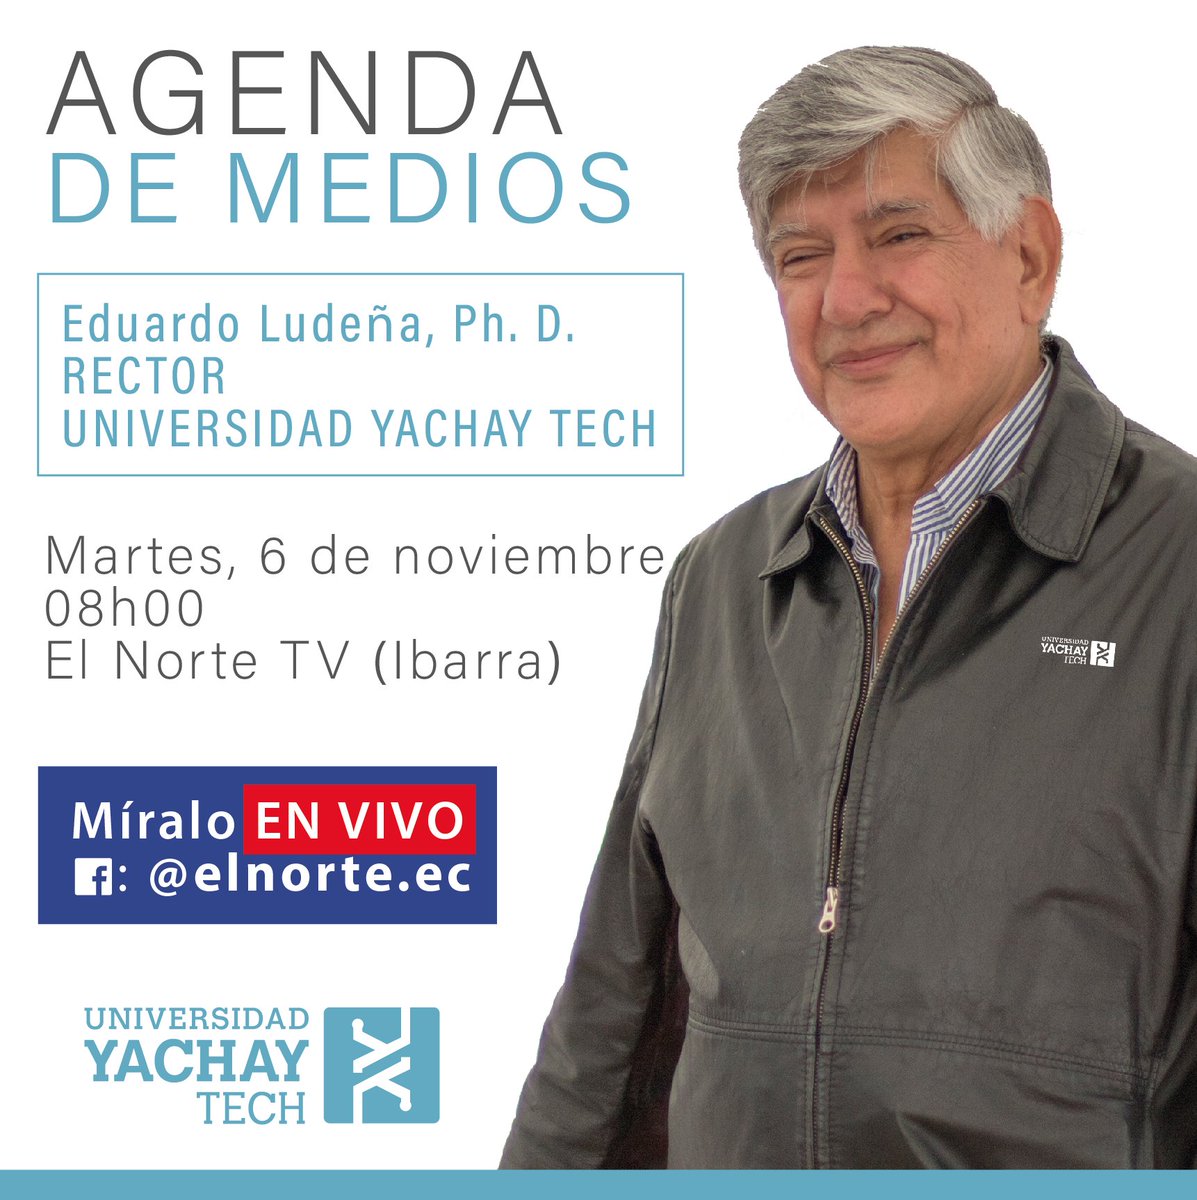 AGENDA
DE MEDIOS
Eduardo Ludeña, Ph. D.
RECTOR
UNIVERSIDAD YACHAY TECH
Martes, 6 de noviembre
08h00
El Norte TV (Ibarra)
Míralo EN VIVO
f: @elnorte.ec
UNIVERSIDAD
YACHAY
TECH
UNIVERSIDAD
YACHAY
TECH